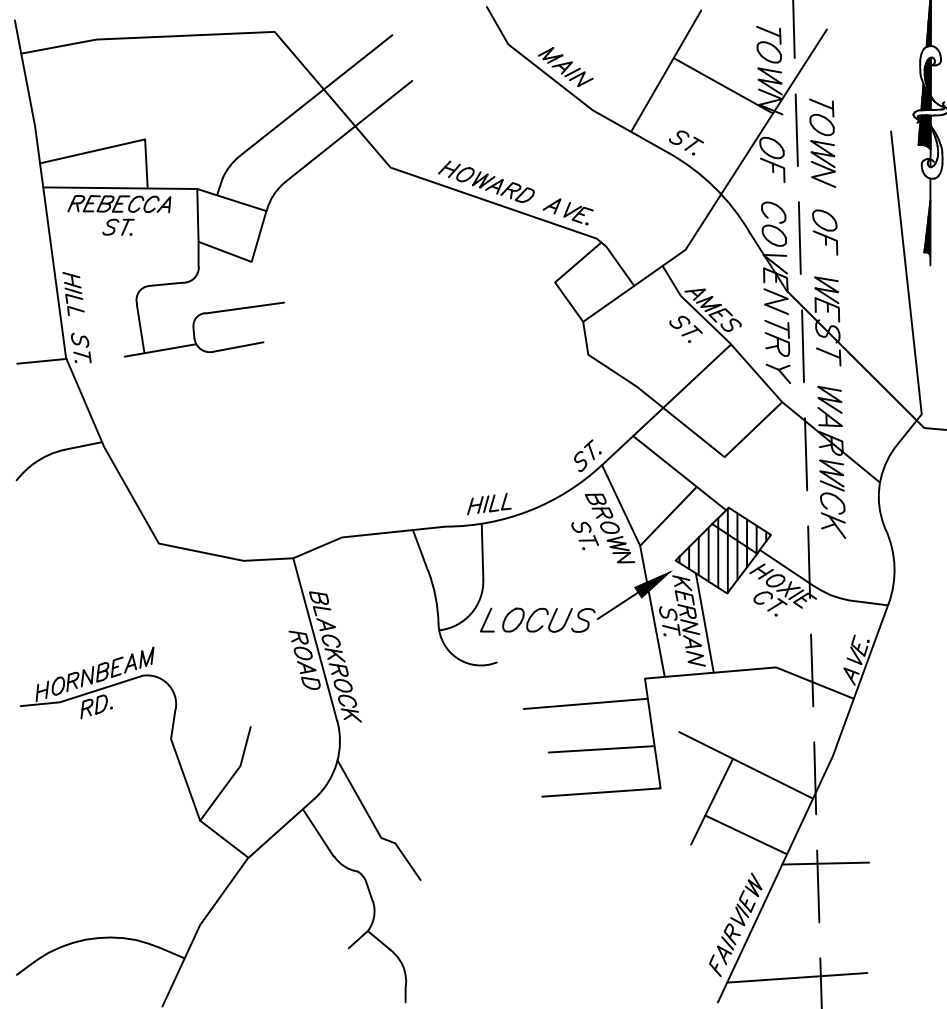 MAIN
ST.
TOWN OF COVENTRY
TOWN OF WEST WARWICK
HOWARD AVE.
REBECCA
ST.
HILL ST.
AMES
ST.
HILL
ST.
BROWN
ST.
LOCUS
KERNAN
ST.
HOXIE
CT.
BLACKROCK
ROAD
HORNBEAM
RD.
FAIRVIEW
AVE.